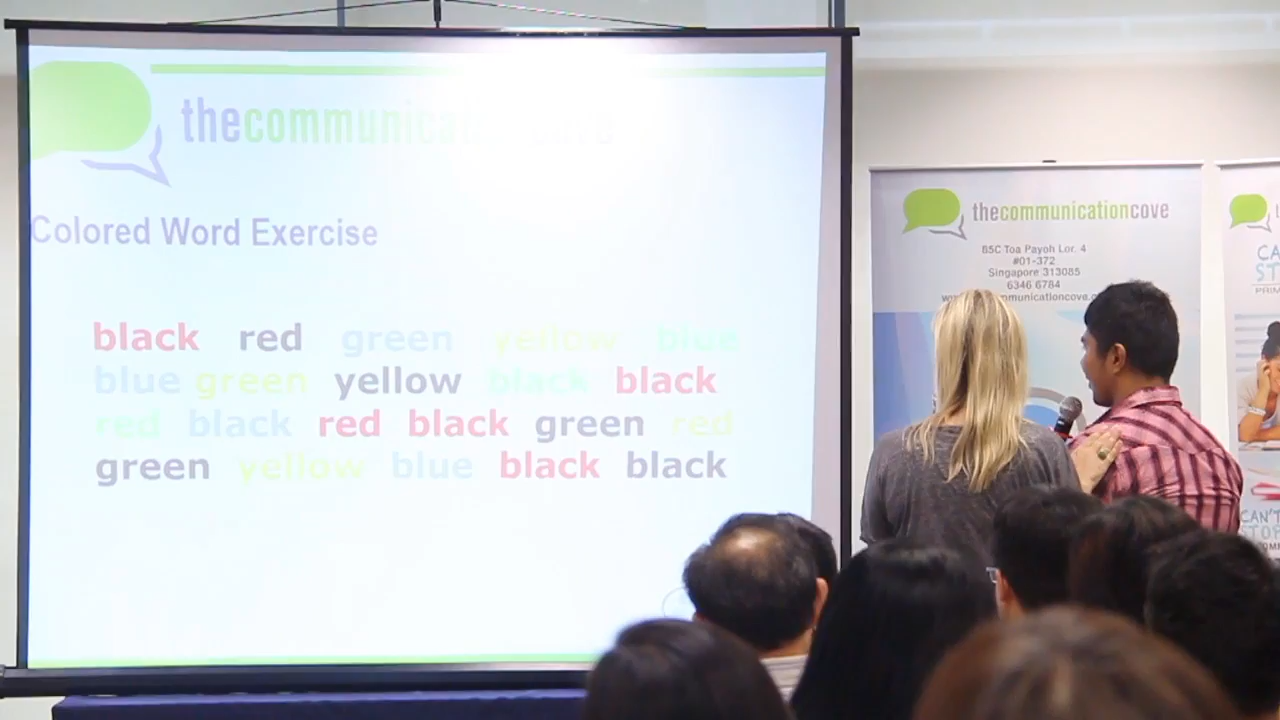 thecommunicationcove
Colored Word Exercise
black red green yellow blue
blue green yellow black black
red black red black green red
green yellow blue black black
thecommunicationcove
#01-372
Singapore 313085
6346 6784
Toa Payoh Lor. 4